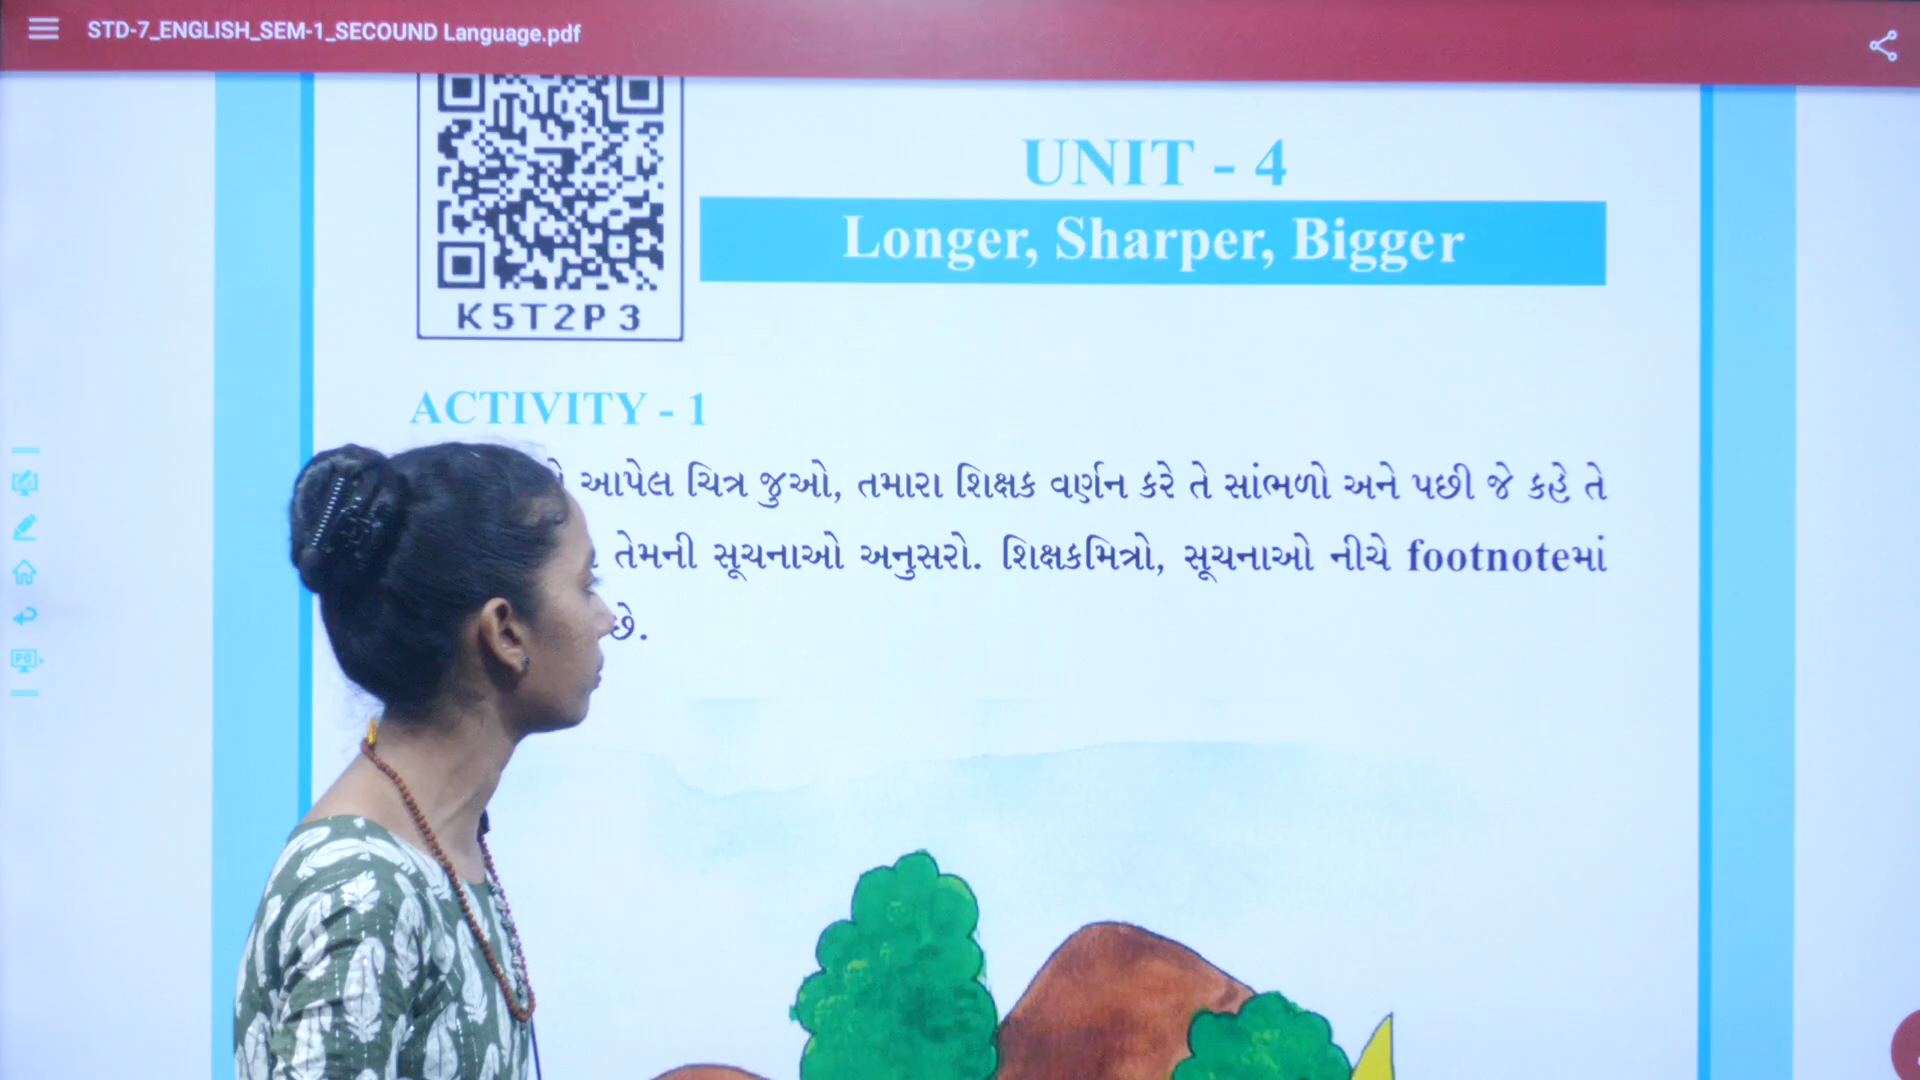 STD-7_ENGLISH_SEM-1_SECOUND Language.pdf
K5T2P3
UNIT - 4
Longer, Sharper, Bigger
ACTIVITY - 1
આપેલ ચિત્ર જુઓ, તમારા શિક્ષક વર્ણન કરે તે સાંભળો અને પછી જે કહે તે
તેમની સૂચનાઓ અનુસરો. શિક્ષકમિત્રો, સૂચનાઓ નીચે footnoteમાં
છે.